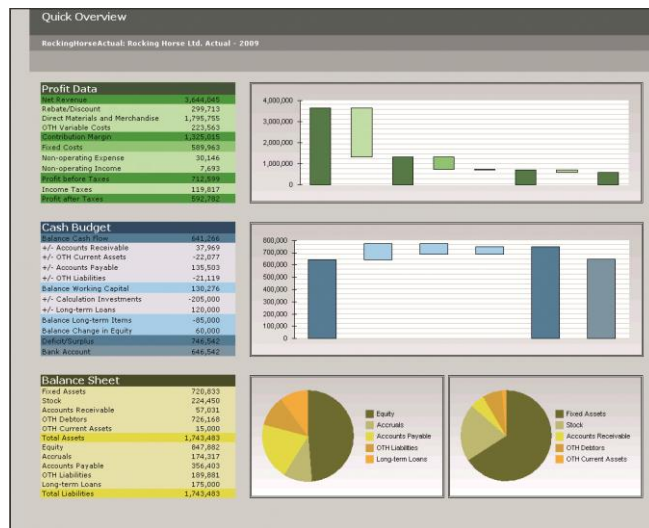 Quick Overview
RockingHorseActual: Rocking Horse Ltd. Actual - 2009
Profit Data
Net Revenue 3,644,045
Rebate/Discount 299,713
Direct Materials and Merchandise 1,795,755
OTH Variable Costs 223,563
Contribution Margin 1,325,015
Fixed Costs 589,963
Non-operating Expense 30,146
Non-operating Income 7,693
Profit before Taxes 712,599
Income Taxes 119,817
Profit after Taxes 592,782
4,000,000
3,000,000
2,000,000
1,000,000
0
Cash Budget
Balance Cash Flow 641,266
+/- Accounts Receivable 37,969
+/- OTH Current Assets -22,077
+/- Accounts Payable 135,503
+/- OTH Liabilities -21,119
Balance Working Capital 130,276
+/- Calculation Investments -205,000
+/- Long-term Loans 120,000
Balance Long-term Items -85,000
Balance Change in Equity 60,000
Deficit/Surplus 746,542
Bank Account 646,542
800,000
700,000
600,000
500,000
400,000
300,000
200,000
100,000
0
Balance Sheet
Fixed Assets 720,833
Stock 224,450
Accounts Receivable 57,031
OTH Debtors 726,168
OTH Current Assets 15,000
Total Assets 1,743,483
Equity 847,882
Accruals 174,317
Accounts Payable 356,403
OTH Liabilities 189,881
Long-term Loans 175,000
Total Liabilities 1,743,483
Equity
Accruals
Accounts Payable
OTH Liabilities
Long-term Loans
Fixed Assets
Stock
Accounts Receivable
OTH Debtors
OTH Current Assets